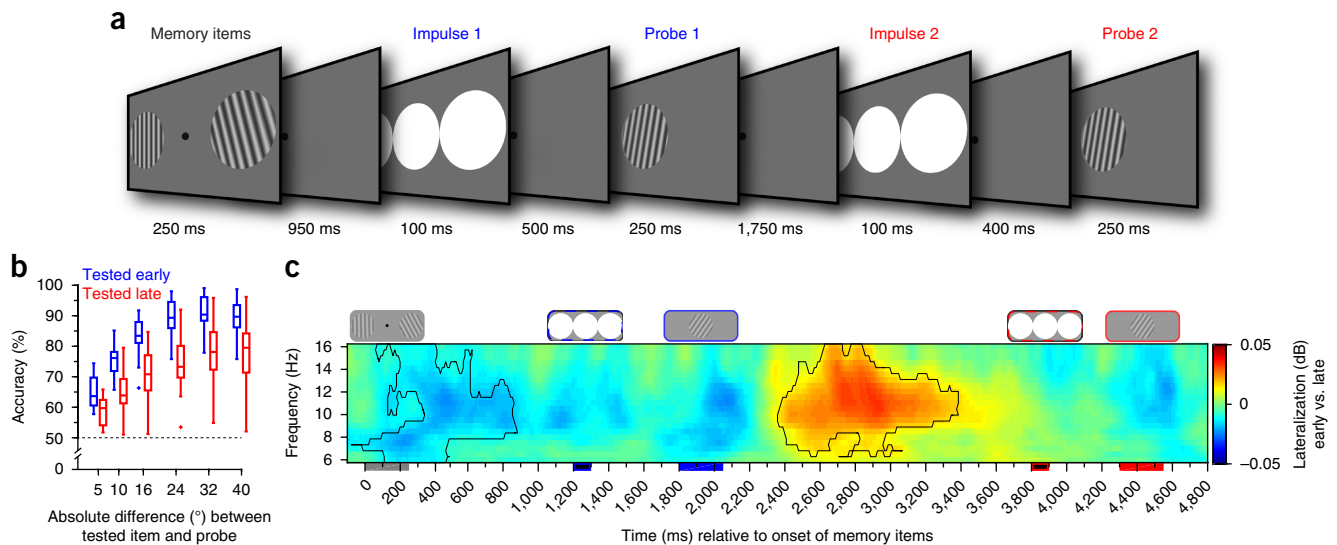 a
Memory items
Impulse 1
Probe 1
Impulse 2
Probe 2
250 ms
950 ms
100 ms
500 ms
250 ms
1,750 ms
100 ms
400 ms
250 ms
b
Tested early
Tested late
Accuracy (%)
100
90
80
70
60
50
0
5 10 16 24 32 40
Absolute difference (°) between
tested item and probe
c
Frequency (Hz)
16
14
12
10
8
6
0 200 400 600 800 1,000 1,200 1,400 1,600 1,800 2,000 2,200 2,400 2,600 2,800 3,000 3,200 3,400 3,600 3,800 4,000 4,200 4,400 4,600 4,800
Time (ms) relative to onset of memory items
0.05
0
−0.05
Lateralization (dB)
early vs. late